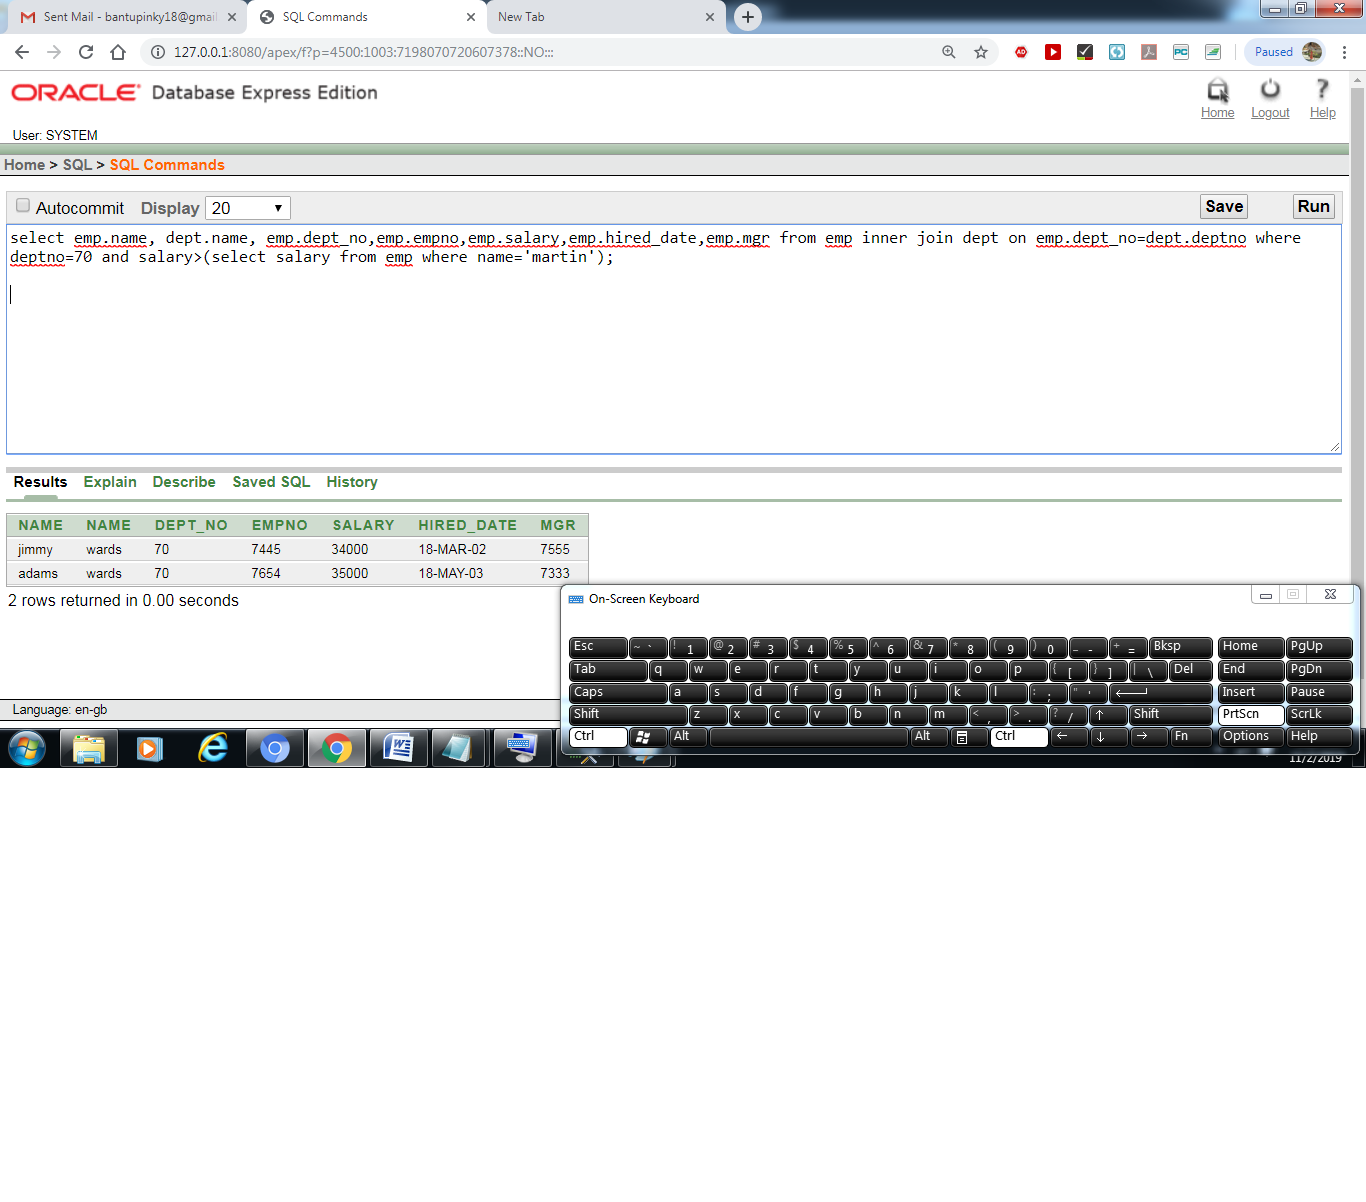 Sent Mail - bantupinky18@gmail.
SQL Commands
New Tab
127.0.0.1:8080/apex/f?p=4500:1003:7198070720607378::NO:::
Paused
ORACLE Database Express Edition
Home Logout Help
User: SYSTEM
Home > SQL > SQL Commands
Autocommit Display 20 Save Run
select emp.name, dept.name, emp.dept_no,emp.empno,emp.salary,emp.hired_date,emp.mgr from emp inner join dept on emp.dept_no=dept.deptno where
deptno=70 and salary>(select salary from emp where name='martin');
Results Explain Describe Saved SQL History
NAME NAME DEPT_NO EMPNO SALARY HIRED_DATE MGR
jimmy wards 70 7445 34000 18-MAR-02 7555
adams wards 70 7654 35000 18-MAY-03 7333
2 rows returned in 0.00 seconds
On-Screen Keyboard
Esc ~ ` ! 1 @ 2 # 3 $ 4 % 5 ^ 6 & 7 * 8 ( 9 ) 0 _ - + = Bksp Home PgUp
Tab q w e r t y u i o p { [ } ] | \ Del End PgDn
Caps a s d f g h j k l : ; " ' Insert Pause
Shift z x c v b n m < , > . ? / ↑ Shift PrtScn ScrLk
Ctrl Alt Alt Ctrl ← ↓ → Fn Options Help
Language: en-gb
11/2/2019